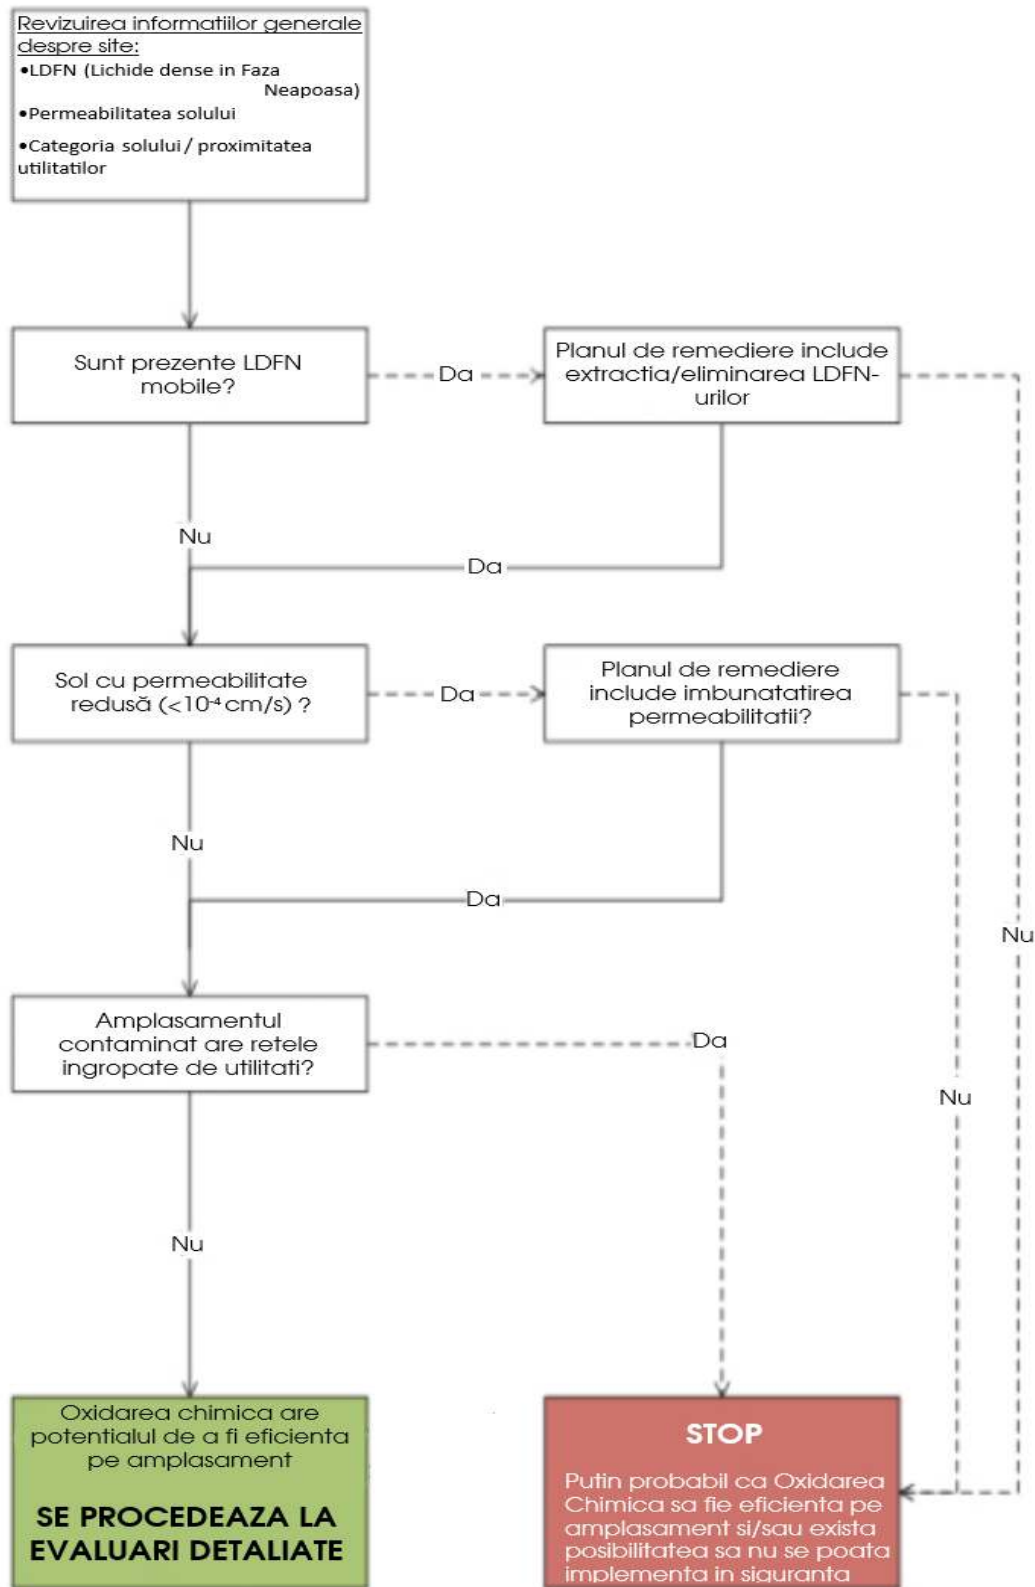 Revizuirea informatiilor generale
despre site:
•LDFN (Lichide dense in Faza
Neapoasa)
•Permeabilitatea solului
•Categoria solului / proximitatea
utilitatilor
Sunt prezente LDFN
mobile?
Da
Planul de remediere include
extractia/eliminarea LDFN-
urilor
Nu
Da
Sol cu permeabilitate
redusă (<10⁻⁴ cm/s) ?
Da
Planul de remediere
include imbunatatirea
permeabilitatii?
Nu
Da
Nu
Amplasamentul
contaminat are retele
ingropate de utilitati?
Da
Nu
Nu
Oxidarea chimica are
potentialul de a fi eficienta
pe amplasament
SE PROCEDEAZA LA
EVALUARI DETALIATE
STOP
Putin probabil ca Oxidarea
Chimica sa fie eficienta pe
amplasament si/sau exista
posibilitatea sa nu se poata
implementa in siguranta